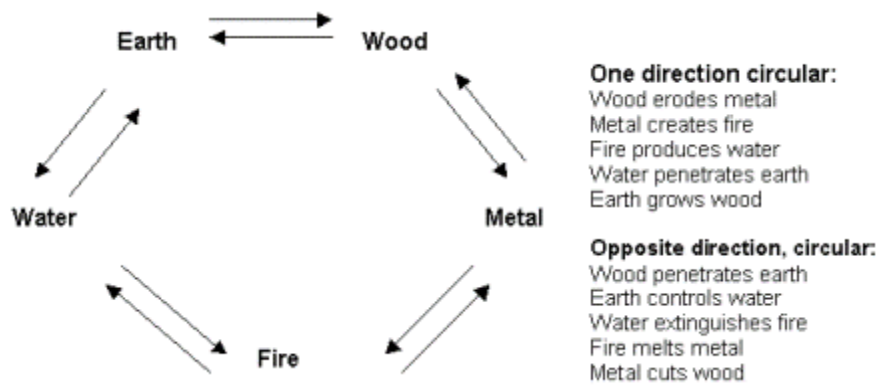 Earth
Wood
Water
Metal
Fire
One direction circular:
Wood erodes metal
Metal creates fire
Fire produces water
Water penetrates earth
Earth grows wood
Opposite direction, circular:
Wood penetrates earth
Earth controls water
Water extinguishes fire
Fire melts metal
Metal cuts wood